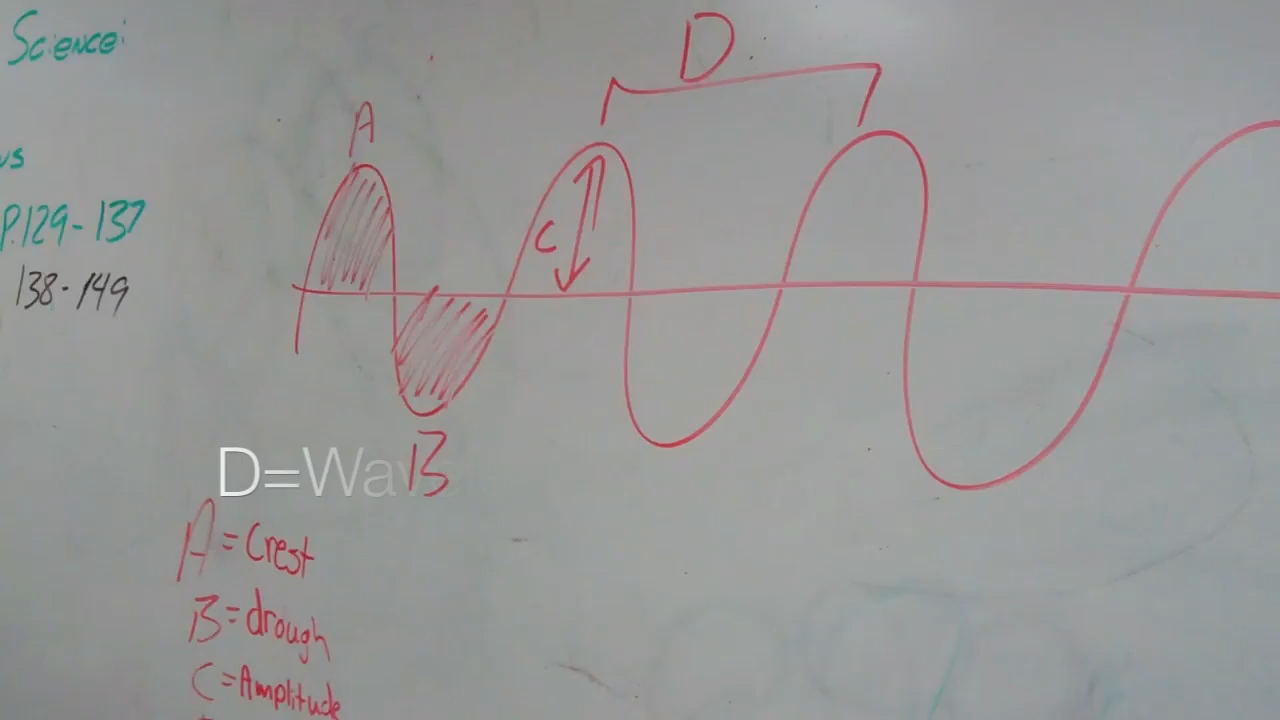 Science:
P.129-137
138-149
A
D
C
B
D=Wav
A=Crest
B=drough
C=Amplitude